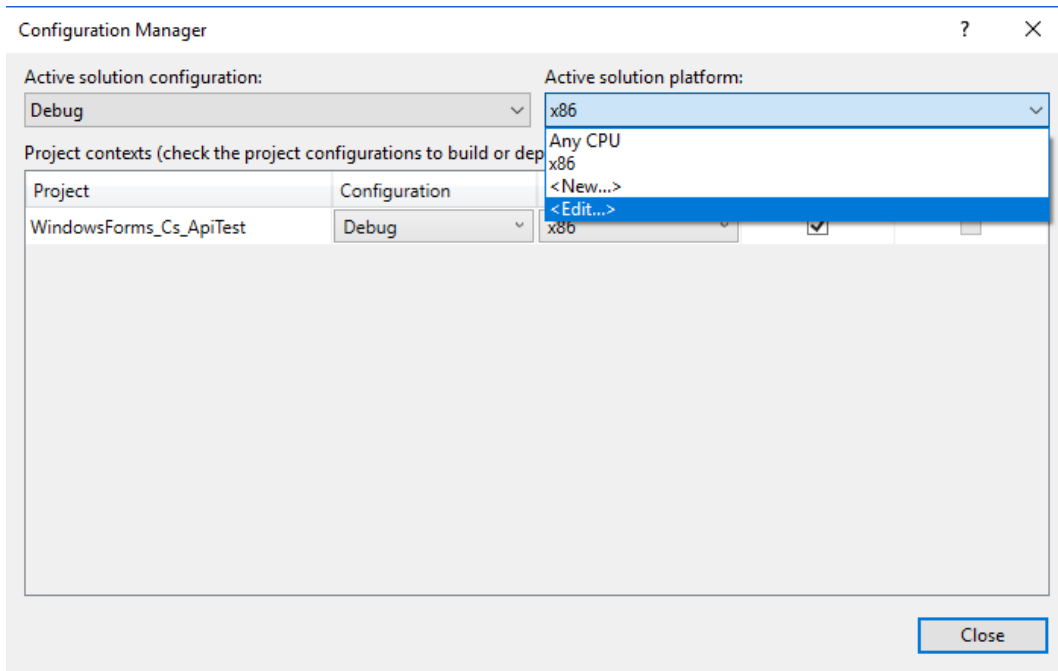 Configuration Manager
?
Active solution configuration:
Active solution platform:
Debug
x86
Any CPU
x86
<New...>
<Edit...>
Project contexts (check the project configurations to build or dep
Project
Configuration
WindowsForms_Cs_ApiTest
Debug
x86
Close